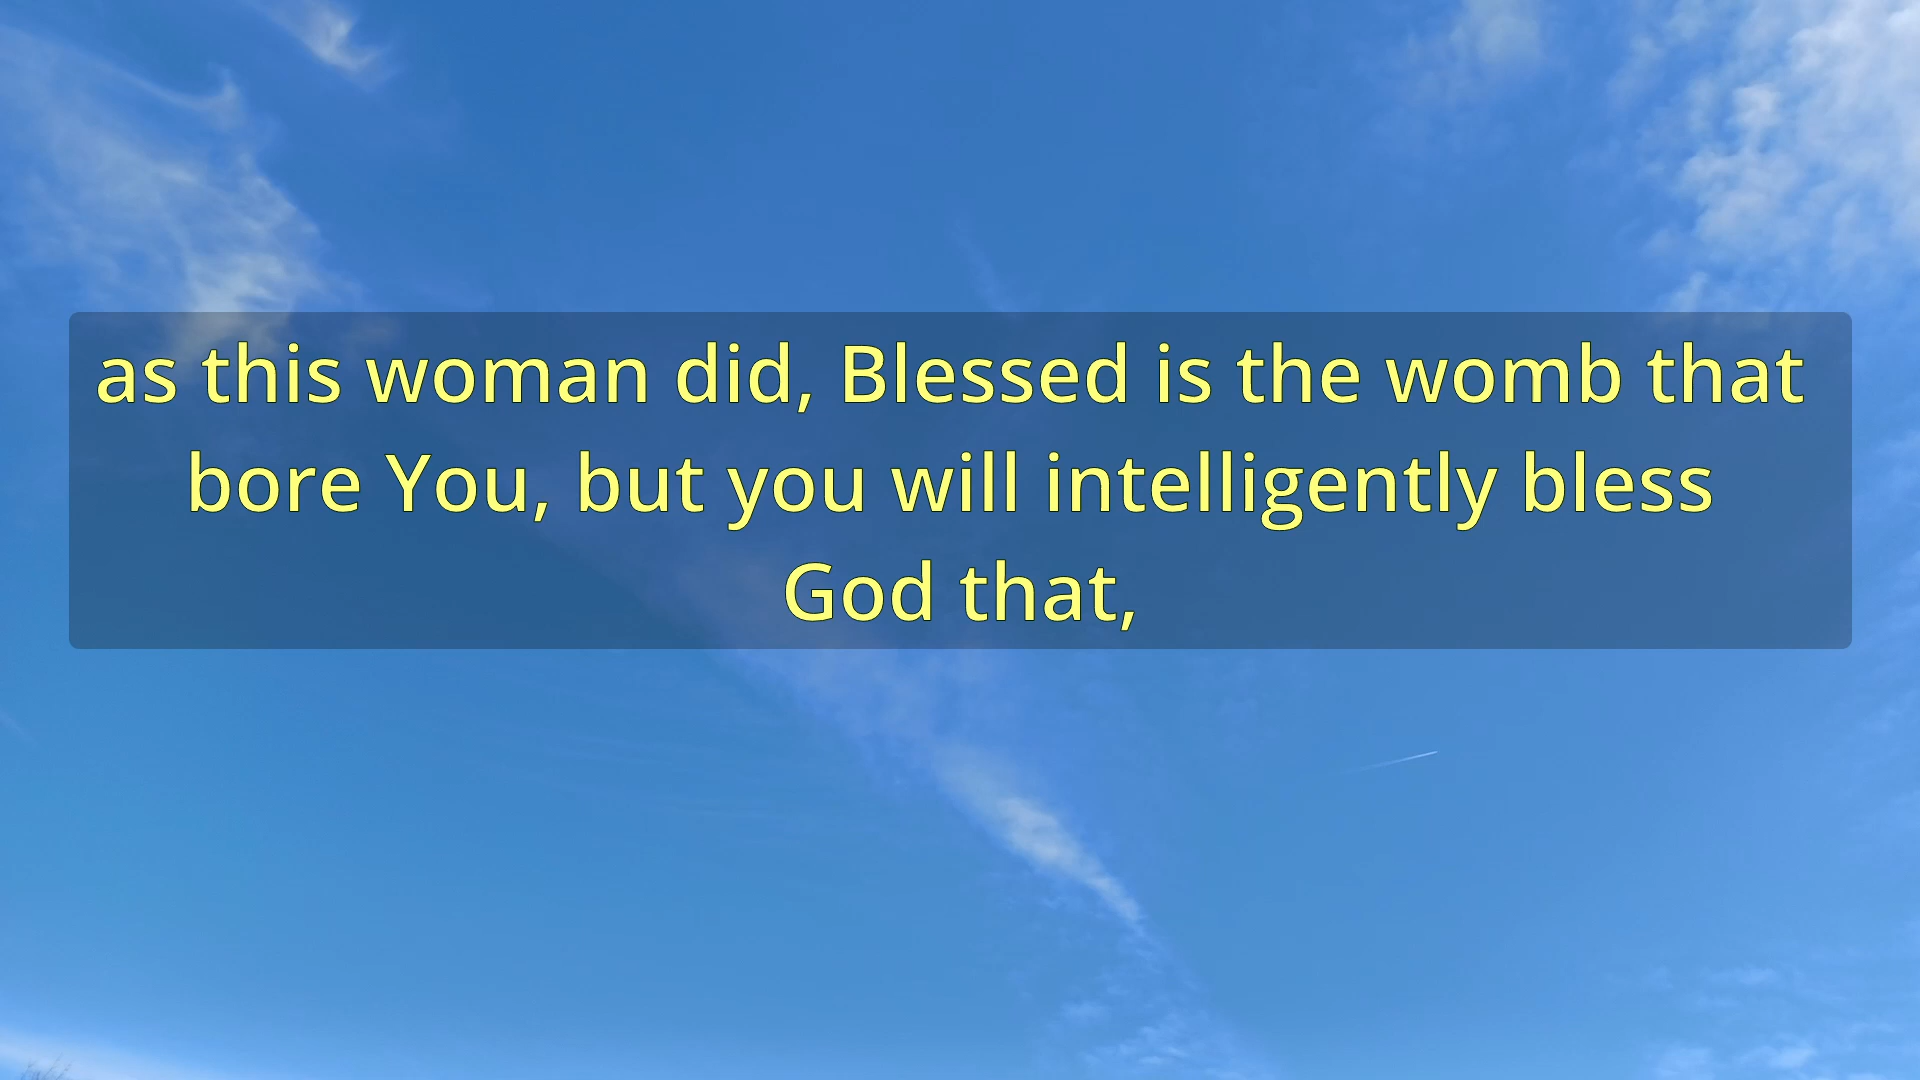 as this woman did, Blessed is the womb that
bore You, but you will intelligently bless
God that,